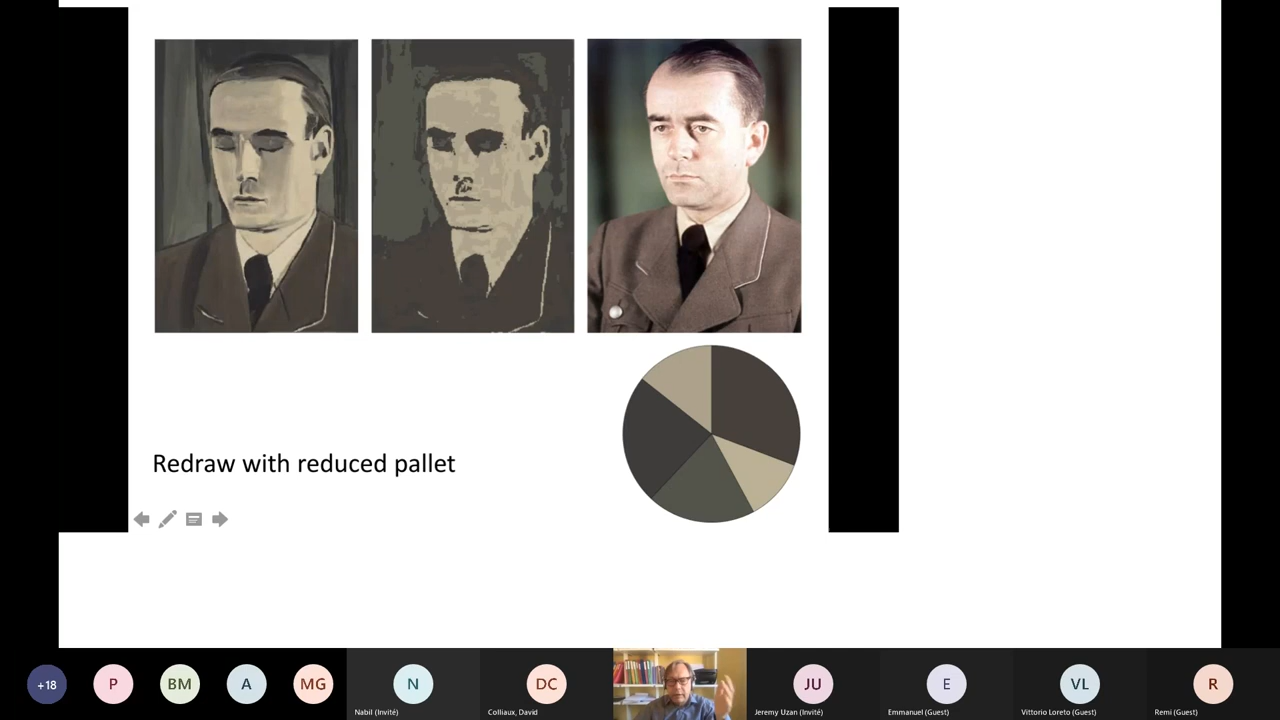 Redraw with reduced pallet
+18
P
BM
A
MG
N
DC
JU
E
VL
R
Nabil (Invité)
Colliaux, David
Jeremy Uzan (Invité)
Emmanuel (Guest)
Vittorio Loreto (Guest)
Remi (Guest)